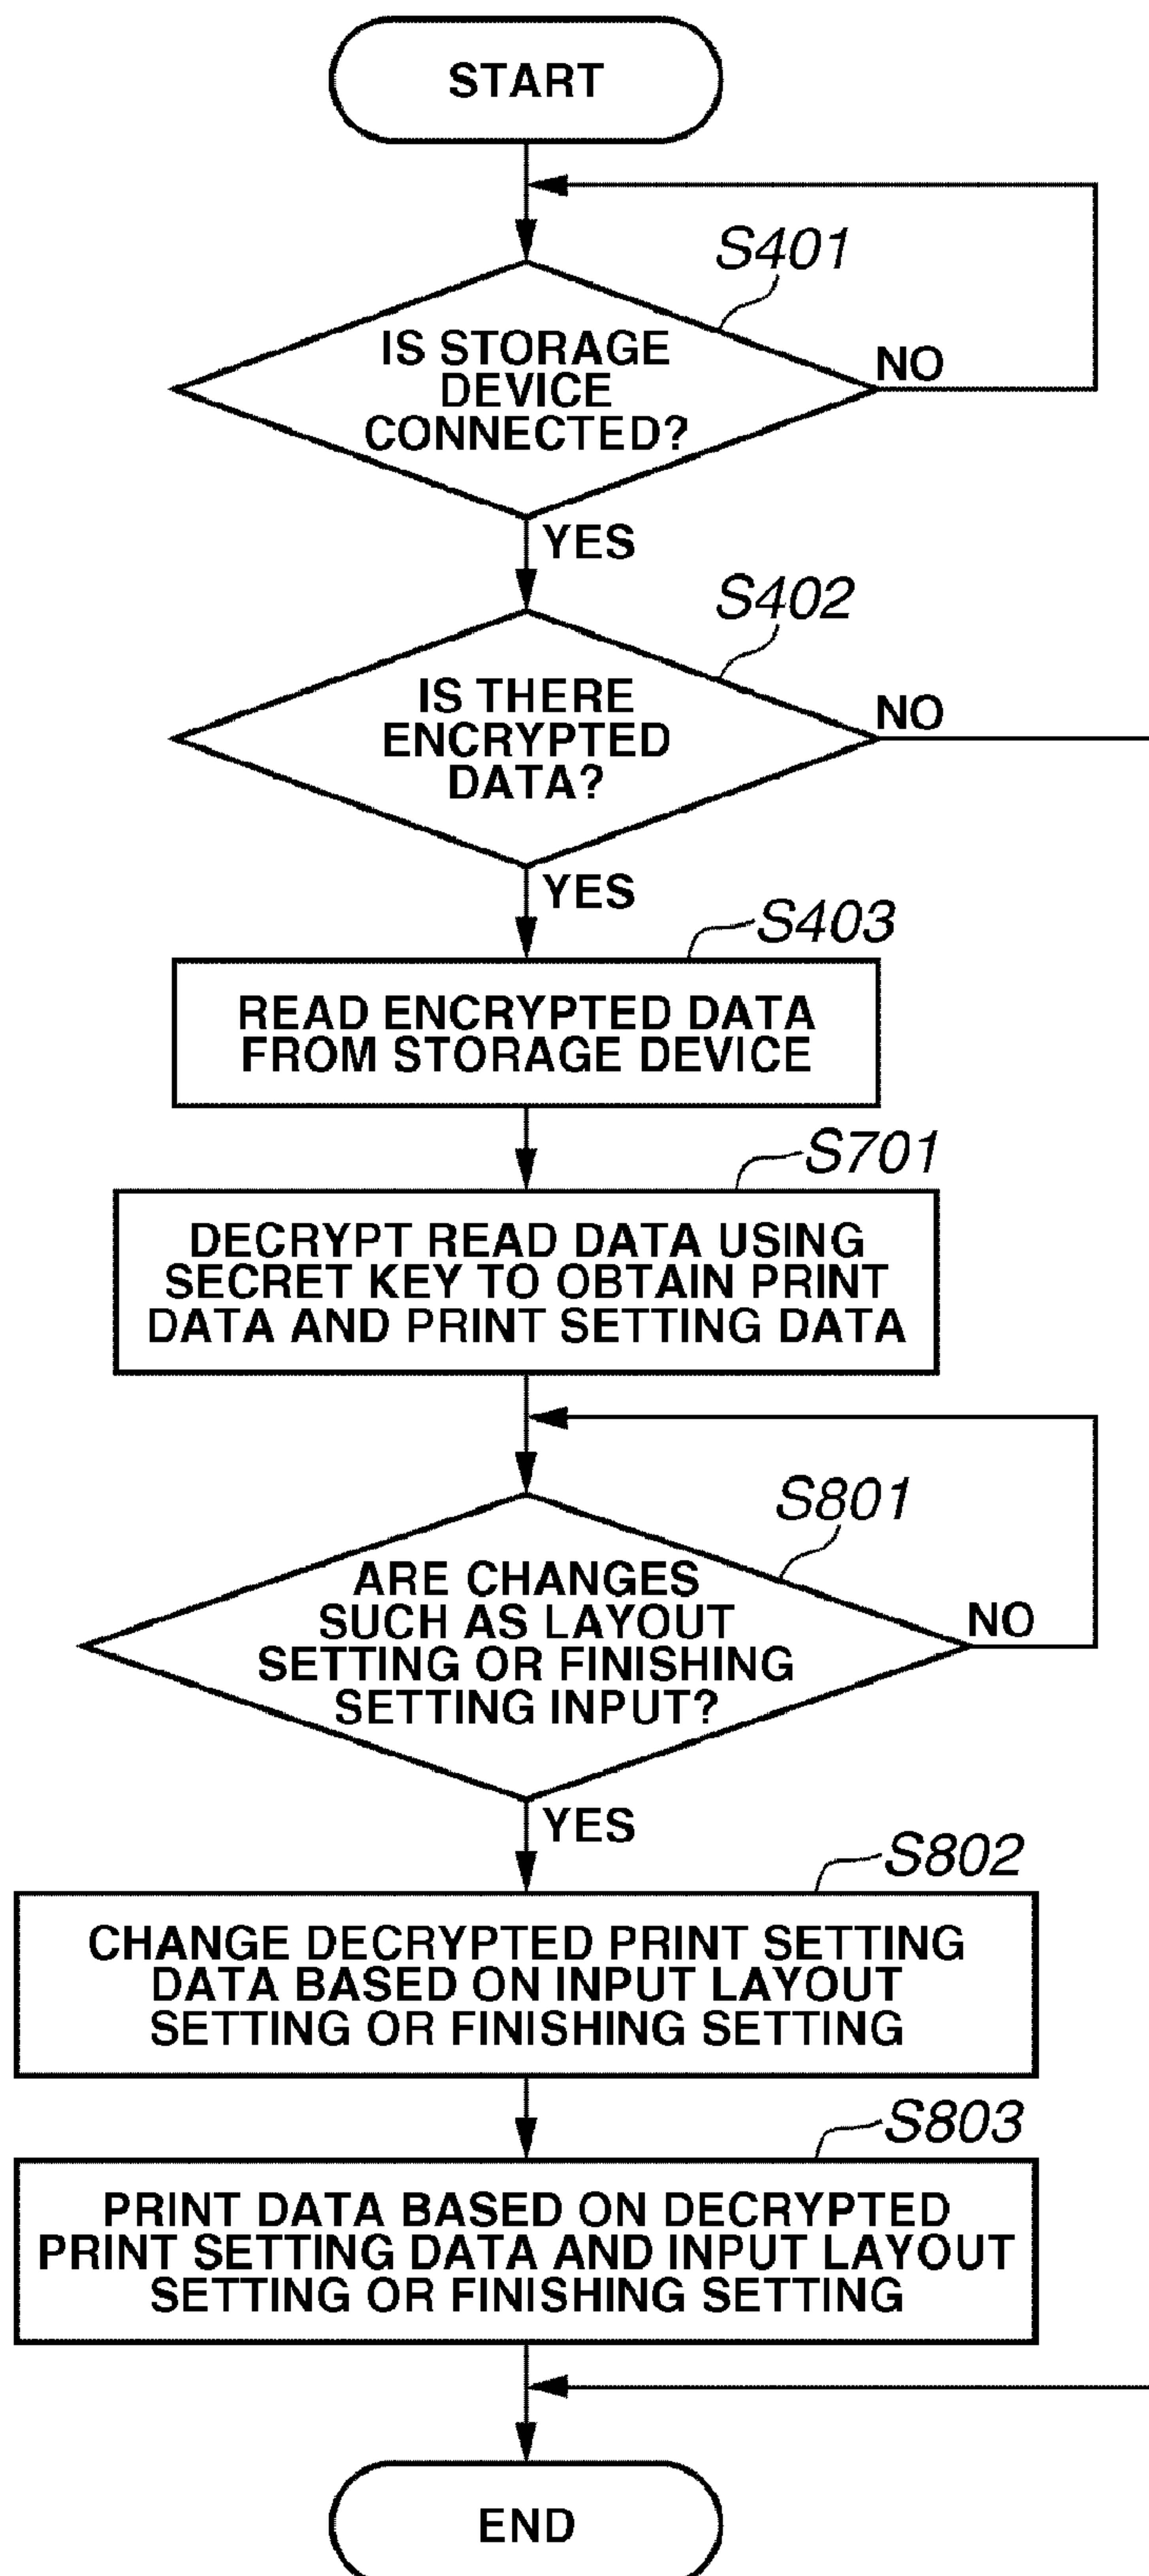 START
S401
IS STORAGE
DEVICE
CONNECTED?
NO
YES
S402
IS THERE
ENCRYPTED
DATA?
NO
YES
S403
READ ENCRYPTED DATA
FROM STORAGE DEVICE
S701
DECRYPT READ DATA USING
SECRET KEY TO OBTAIN PRINT
DATA AND PRINT SETTING DATA
S801
ARE CHANGES
SUCH AS LAYOUT
SETTING OR FINISHING
SETTING INPUT?
NO
YES
S802
CHANGE DECRYPTED PRINT SETTING
DATA BASED ON INPUT LAYOUT
SETTING OR FINISHING SETTING
S803
PRINT DATA BASED ON DECRYPTED
PRINT SETTING DATA AND INPUT LAYOUT
SETTING OR FINISHING SETTING
END